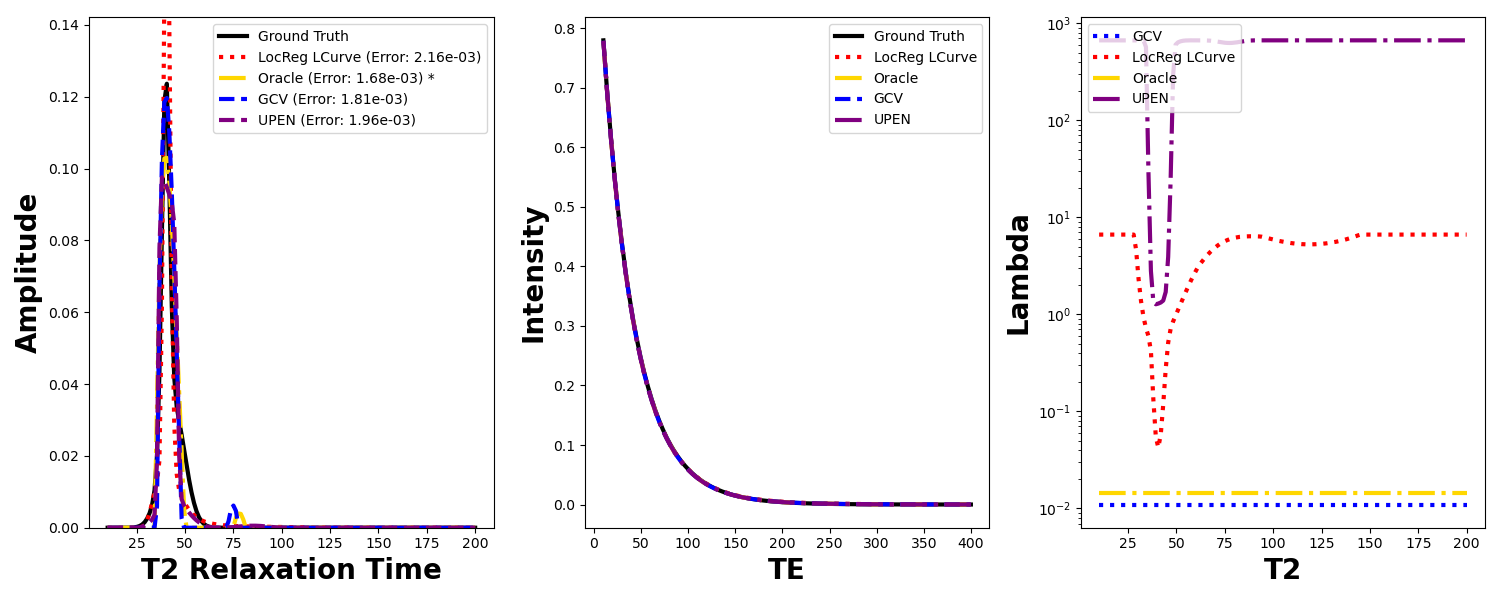 Amplitude
0.14
0.12
0.10
0.08
0.06
0.04
0.02
0.00
Ground Truth
LocReg LCurve (Error: 2.16e-03)
Oracle (Error: 1.68e-03) *
GCV (Error: 1.81e-03)
UPEN (Error: 1.96e-03)
25 50 75 100 125 150 175 200
T2 Relaxation Time
Intensity
0.8
0.7
0.6
0.5
0.4
0.3
0.2
0.1
0.0
Ground Truth
LocReg LCurve
Oracle
GCV
UPEN
0 50 100 150 200 250 300 350 400
TE
Lambda
10³
10²
10¹
10⁰
10⁻¹
10⁻²
GCV
LocReg LCurve
Oracle
UPEN
25 50 75 100 125 150 175 200
T2